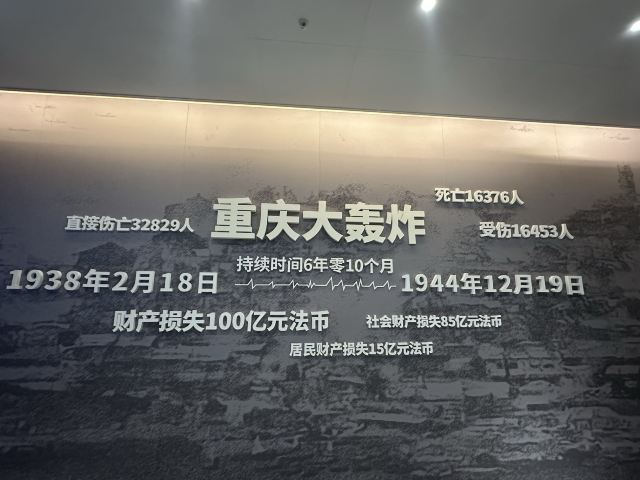 死亡16376人
直接伤亡32829人
重庆大轰炸
受伤16453人
持续时间6年零10个月
1938年2月18日
1944年12月19日
财产损失100亿元法币
社会财产损失85亿元法币
居民财产损失15亿元法币